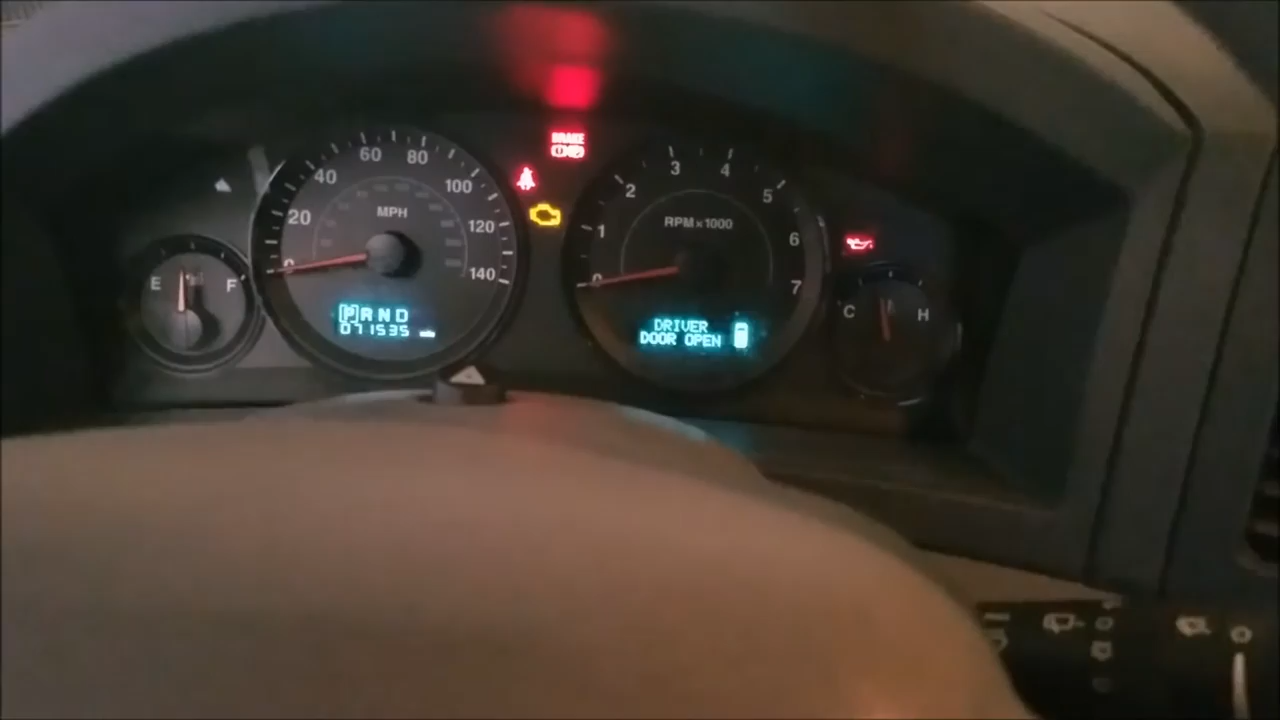 BRAKE
60 80
40 100
20 MPH 120
0 140
E F
P R N D
071535
3 4
2 5
1 RPM x 1000 6
0 7
DRIVER
DOOR OPEN
C H